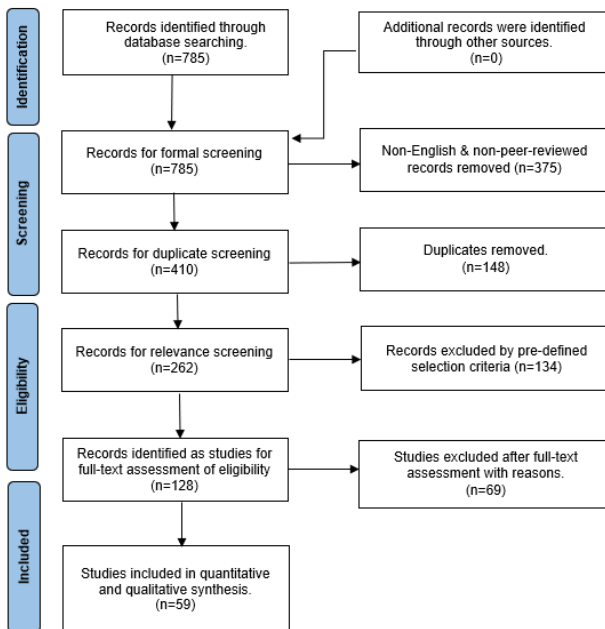 Identification
Records identified through
database searching.
(n=785)
Additional records were identified
through other sources.
(n=0)
Screening
Records for formal screening
(n=785)
Non-English & non-peer-reviewed
records removed (n=375)
Records for duplicate screening
(n=410)
Duplicates removed.
(n=148)
Eligibility
Records for relevance screening
(n=262)
Records excluded by pre-defined
selection criteria (n=134)
Records identified as studies for
full-text assessment of eligibility
(n=128)
Studies excluded after full-text
assessment with reasons.
(n=69)
Included
Studies included in quantitative
and qualitative synthesis.
(n=59)